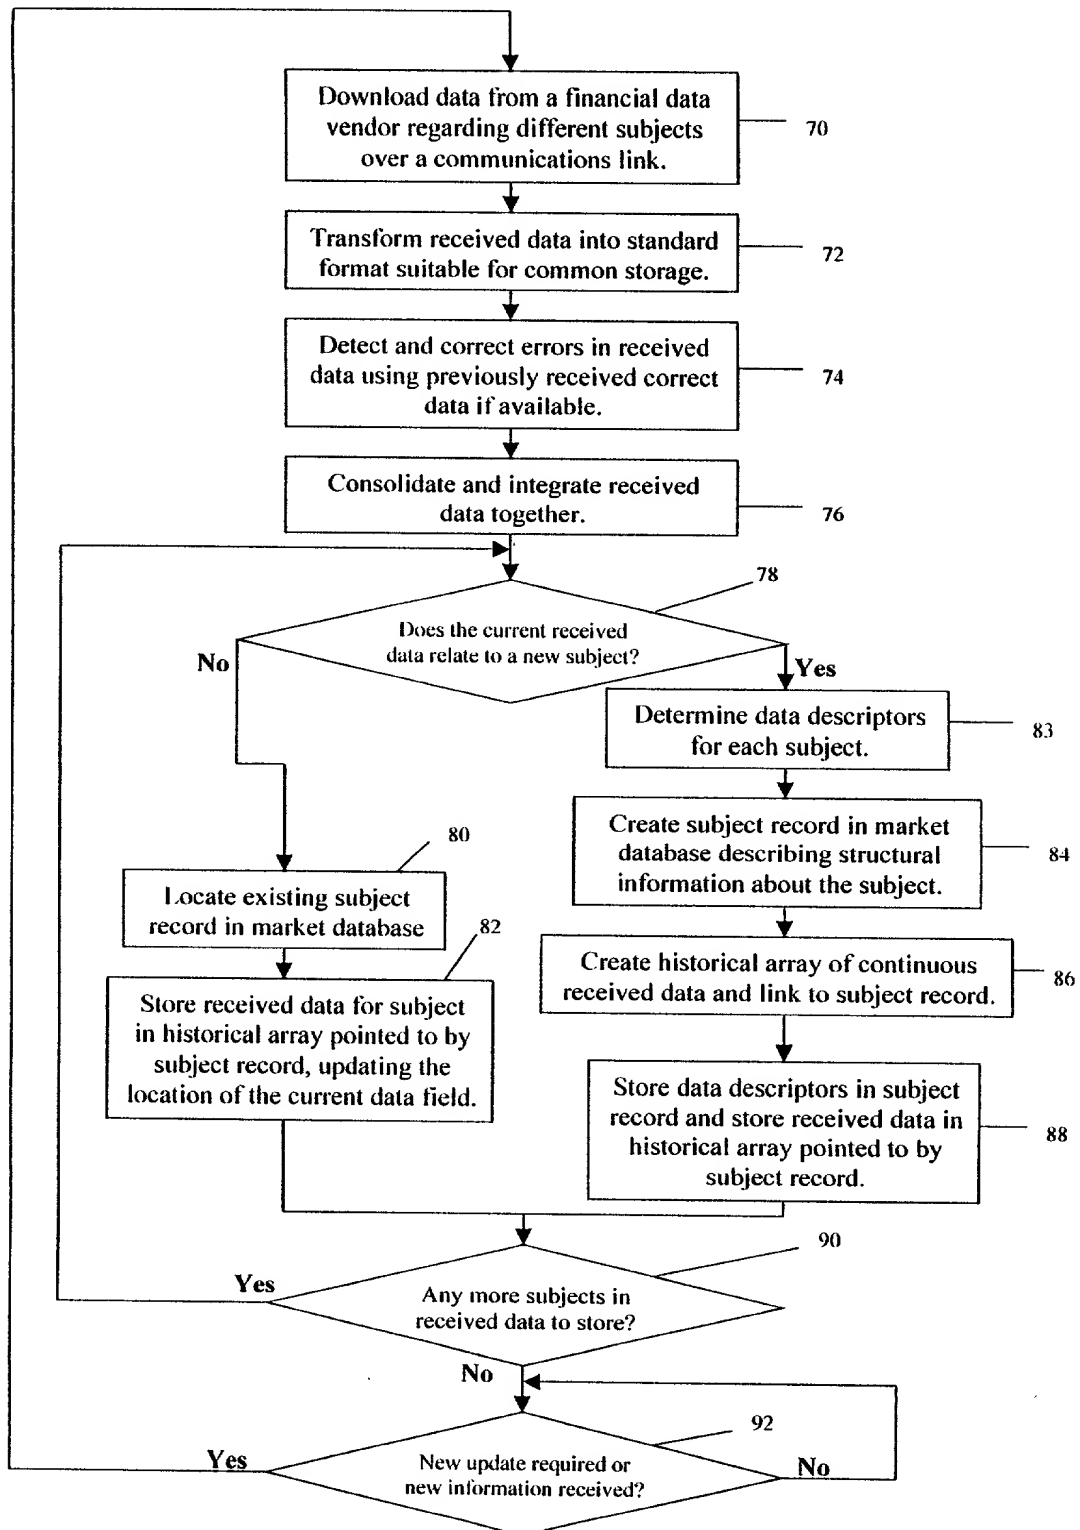 Download data from a financial data
vendor regarding different subjects
over a communications link.
70
Transform received data into standard
format suitable for common storage.
72
Detect and correct errors in received
data using previously received correct
data if available.
74
Consolidate and integrate received
data together.
76
78
Does the current received
data relate to a new subject?
No
Yes
Determine data descriptors
for each subject.
83
Create subject record in market
database describing structural
information about the subject.
84
80
Locate existing subject
record in market database
82
Create historical array of continuous
received data and link to subject record.
86
Store received data for subject
in historical array pointed to by
subject record, updating the
location of the current data field.
Store data descriptors in subject
record and store received data in
historical array pointed to by
subject record.
88
90
Yes
Any more subjects in
received data to store?
No
92
Yes
New update required or
new information received?
No